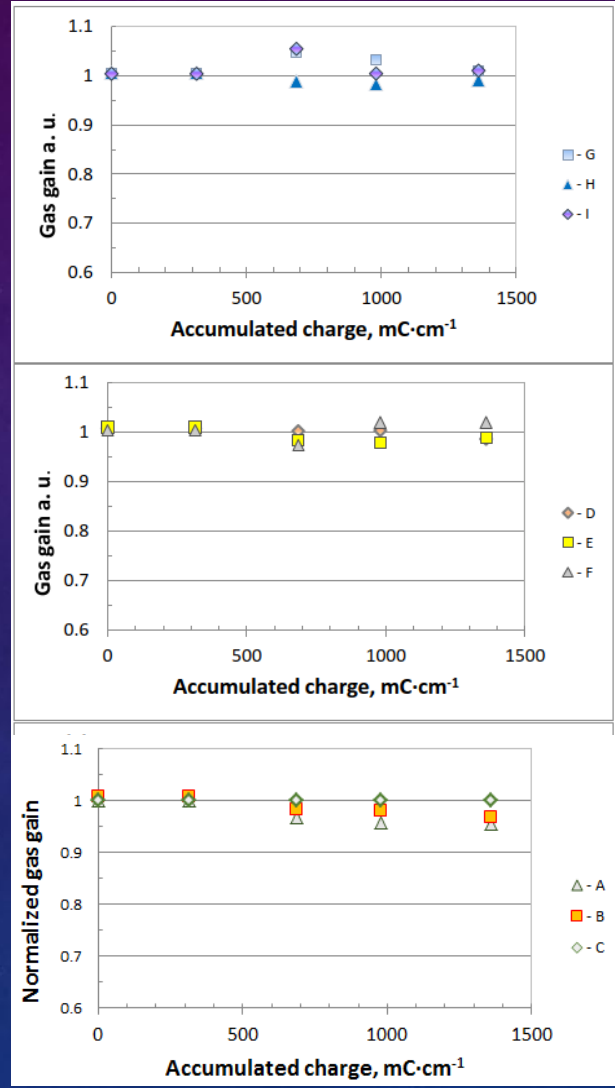 1.1
1
0.9
0.8
0.7
0.6
Gas gain a. u.
0 500 1000 1500
Accumulated charge, mC·cm⁻¹
- G
- H
- I
1.1
1
0.9
0.8
0.7
0.6
Gas gain a. u.
0 500 1000 1500
Accumulated charge, mC·cm⁻¹
- D
- E
- F
1.1
1
0.9
0.8
0.7
0.6
Normalized gas gain
0 500 1000 1500
Accumulated charge, mC·cm⁻¹
- A
- B
- C